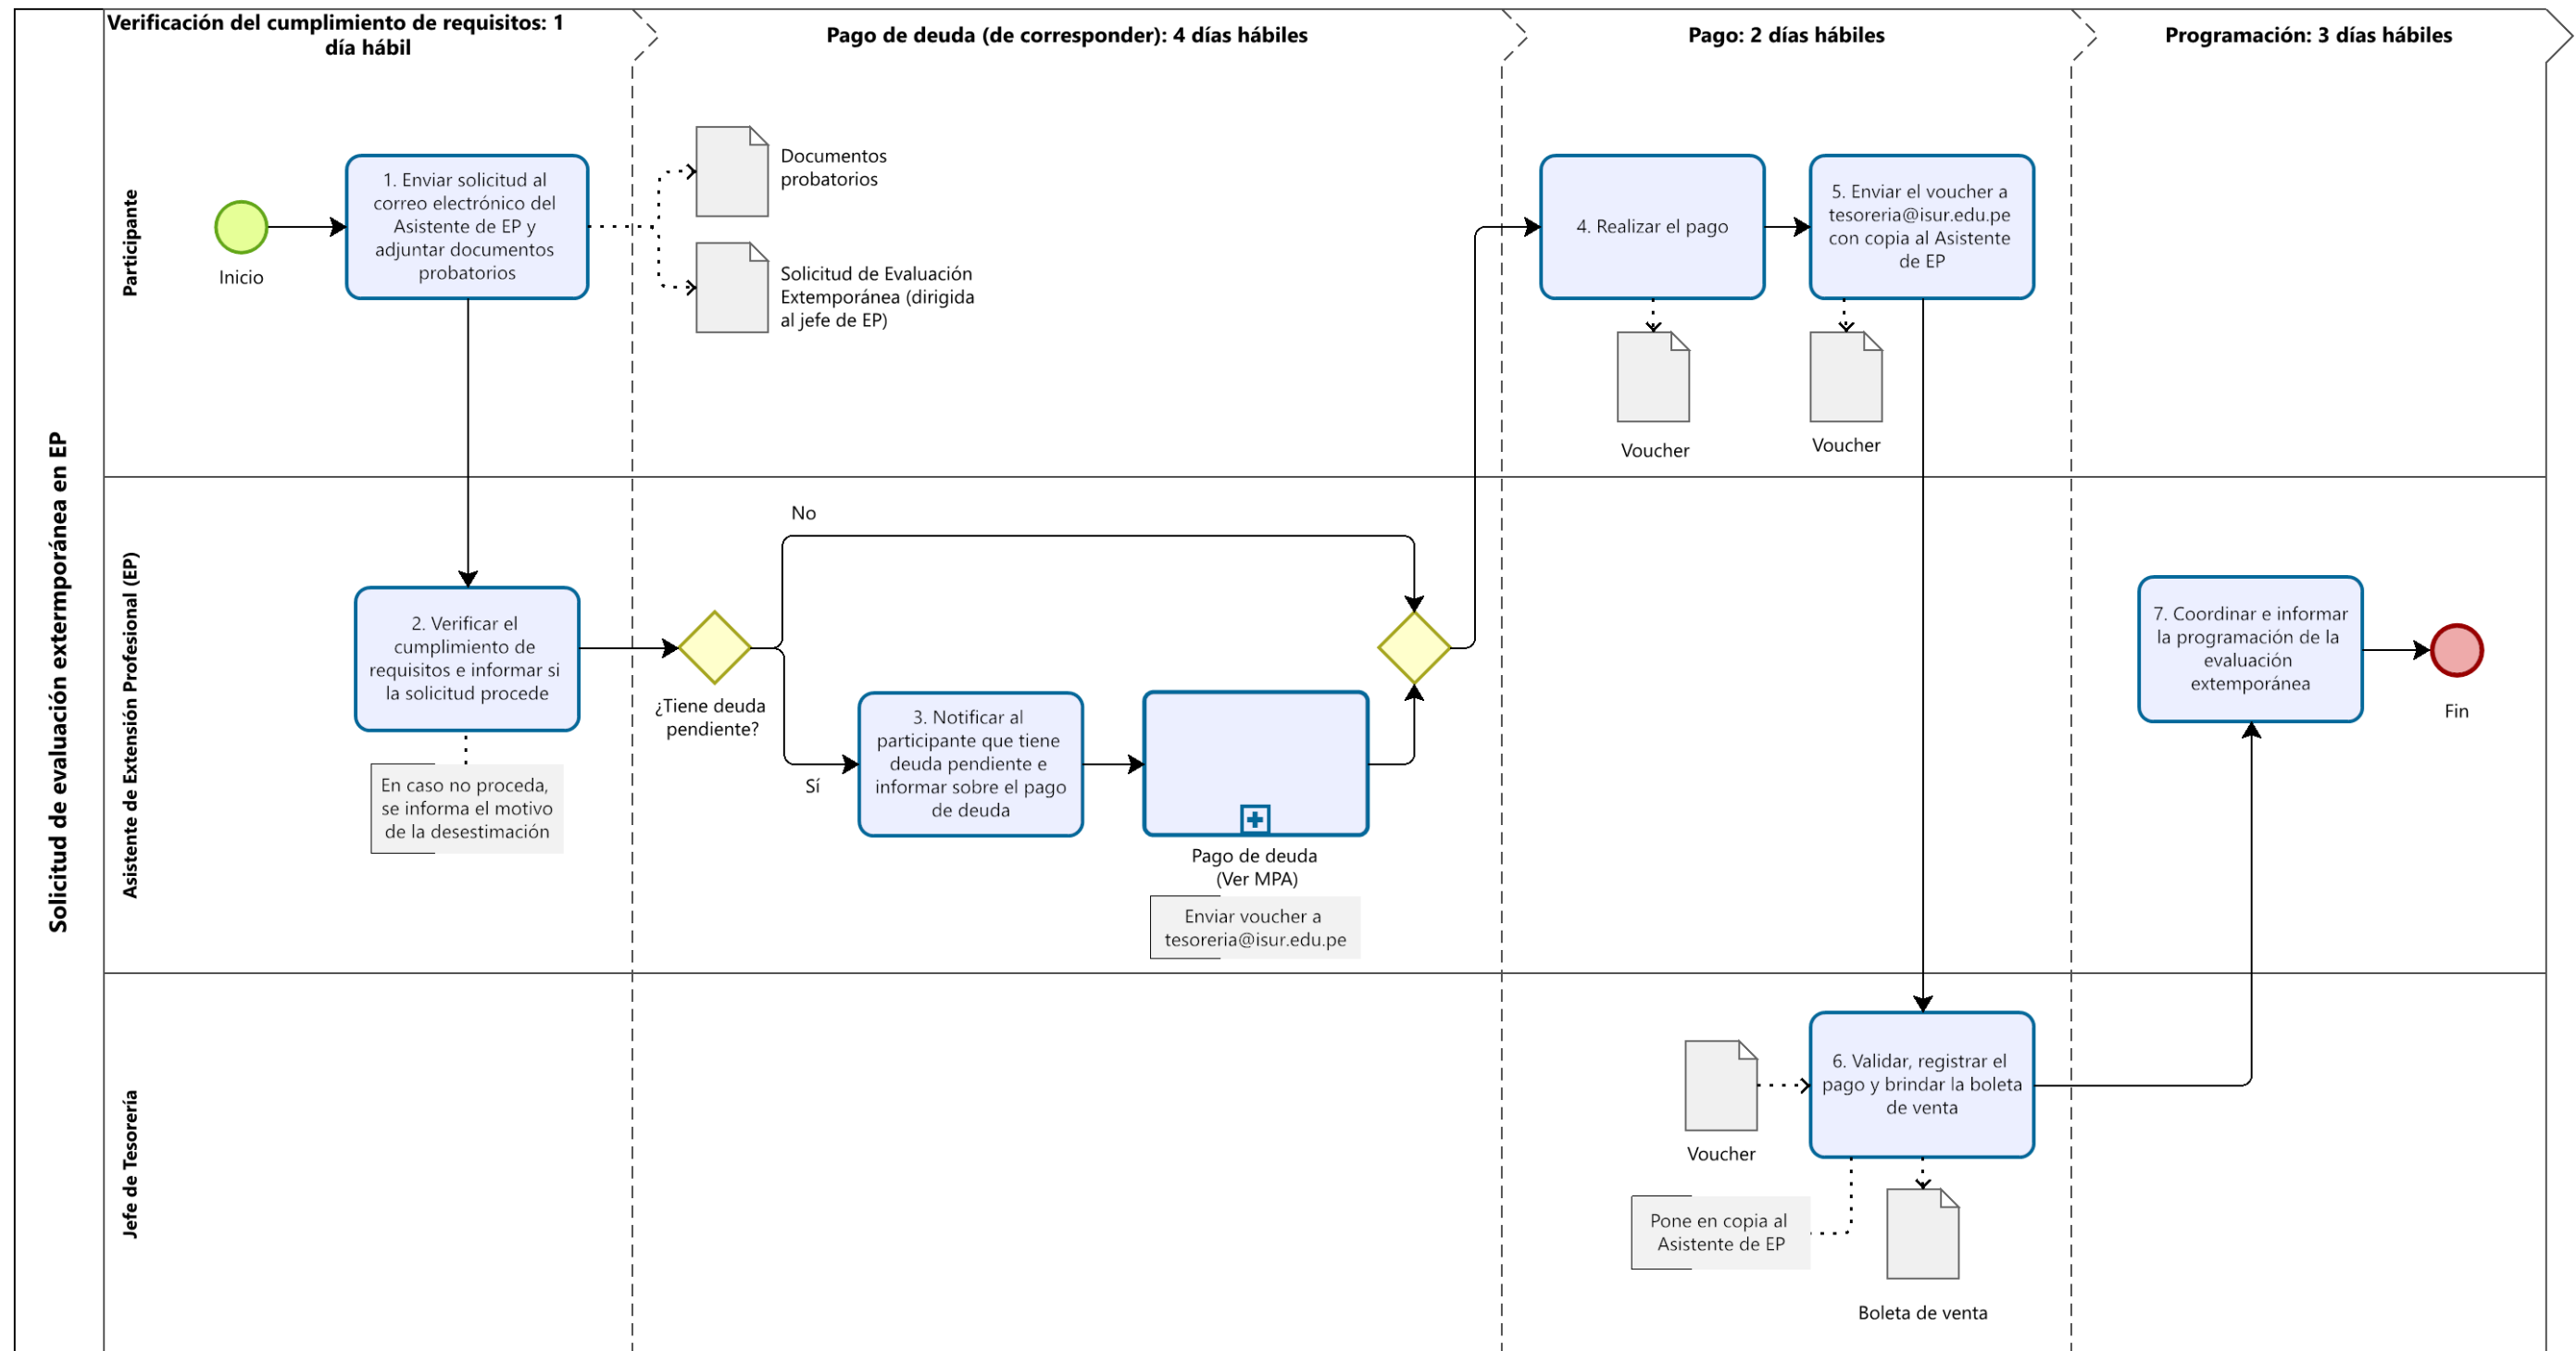 Solicitud de evaluación extermporánea en EP
Verificación del cumplimiento de requisitos: 1
día hábil
Pago de deuda (de corresponder): 4 días hábiles
Pago: 2 días hábiles
Programación: 3 días hábiles
Participante
Inicio
1. Enviar solicitud al
correo electrónico del
Asistente de EP y
adjuntar documentos
probatorios
Documentos
probatorios
Solicitud de Evaluación
Extemporánea (dirigida
al jefe de EP)
4. Realizar el pago
Voucher
5. Enviar el voucher a
tesoreria@isur.edu.pe
con copia al Asistente
de EP
Voucher
Asistente de Extensión Profesional (EP)
2. Verificar el
cumplimiento de
requisitos e informar si
la solicitud procede
En caso no proceda,
se informa el motivo
de la desestimación
¿Tiene deuda
pendiente?
No
Sí
3. Notificar al
participante que tiene
deuda pendiente e
informar sobre el pago
de deuda
Pago de deuda
(Ver MPA)
Enviar voucher a
tesoreria@isur.edu.pe
7. Coordinar e informar
la programación de la
evaluación
extemporánea
Fin
Jefe de Tesorería
Voucher
6. Validar, registrar el
pago y brindar la boleta
de venta
Pone en copia al
Asistente de EP
Boleta de venta